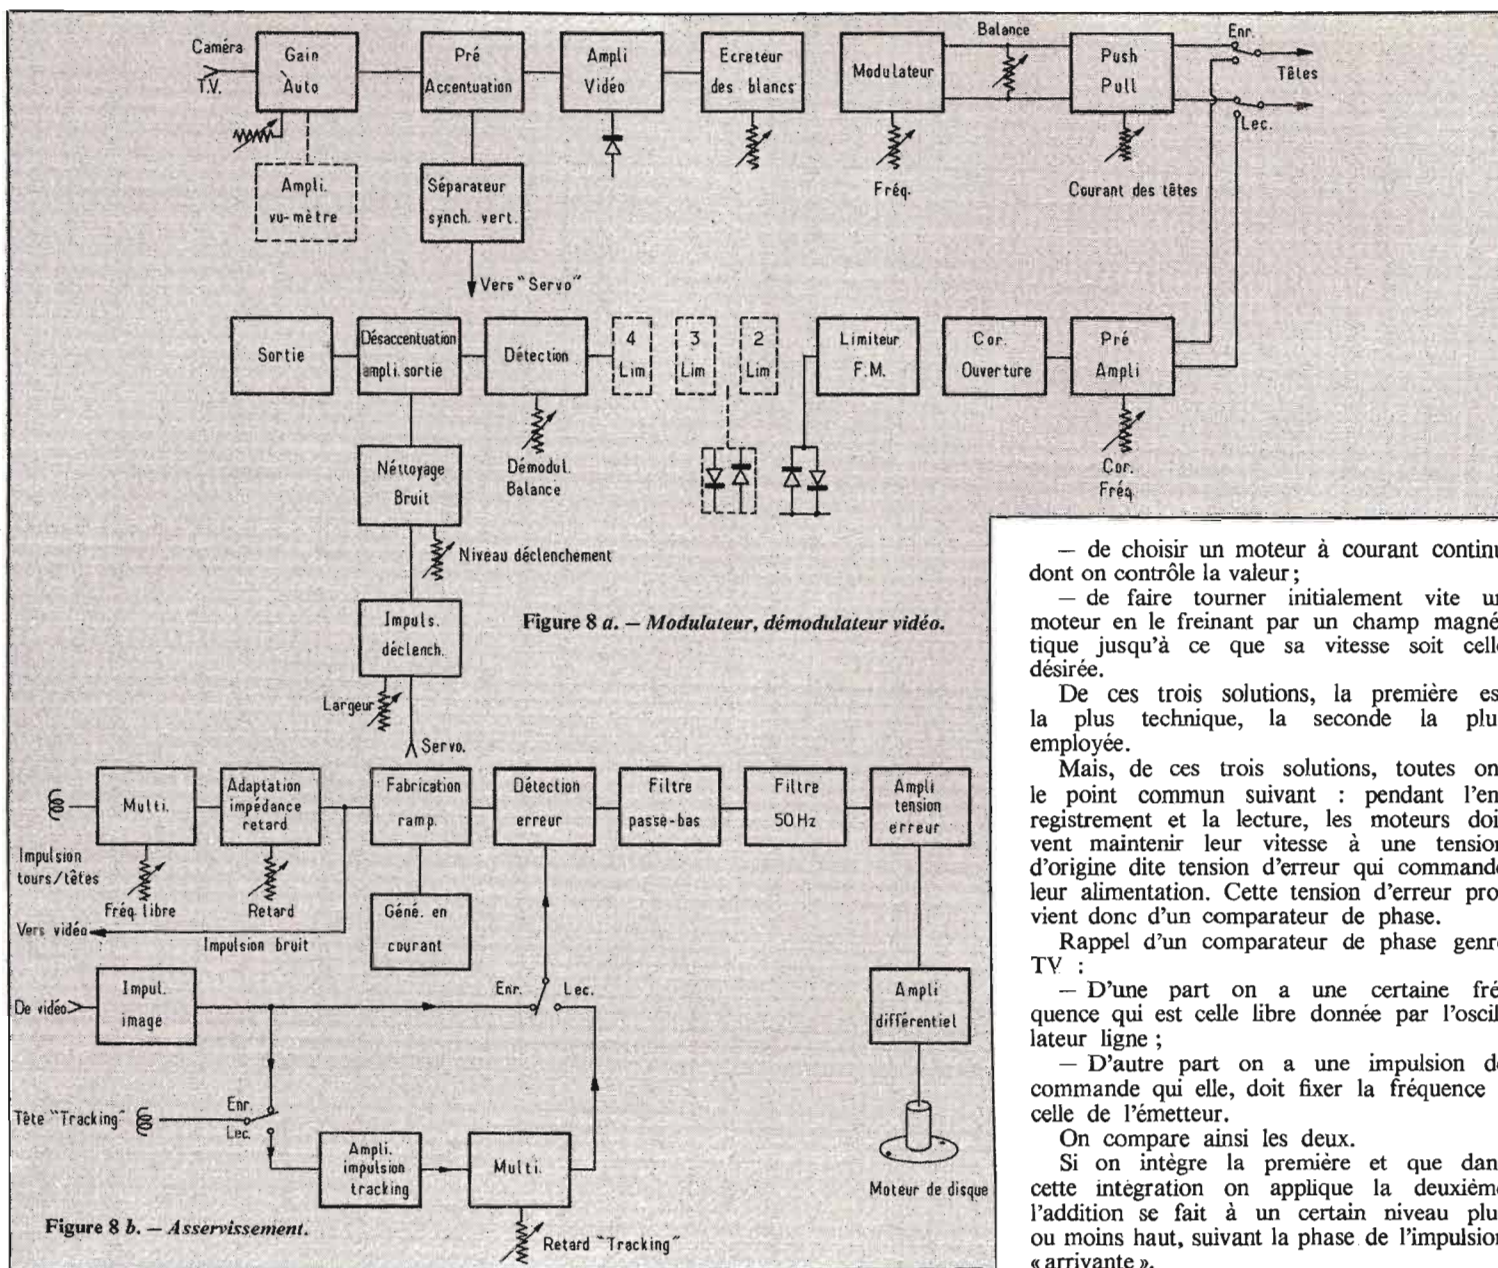 Caméra
T.V.
Gain
Auto
Pré
Accentuation
Ampli
Vidéo
Ecreteur
des blancs
Modulateur
Balance
Push
Pull
Enr.
Têtes
Lec.
Ampli.
vu-mètre
Séparateur
synch. vert.
Fréq.
Courant des têtes
Vers "Servo"
Sortie
Désaccentuation
ampli. sortie
Détection
4
Lim
3
Lim
2
Lim
Limiteur
F.M.
Cor.
Ouverture
Pré
Ampli
Néttoyage
Bruit
Démodul.
Balance
Cor.
Fréq
Niveau déclenchement
Impuls.
déclench.
Figure 8 a. — Modulateur, démodulateur vidéo.
Largeur
Servo.
Multi.
Adaptation
impédance
retard
Fabrication
ramp.
Détection
erreur
Filtre
passe-bas
Filtre
50 Hz
Ampli
tension
erreur
Impulsion
tours/têtes
Fréq. libre
Retard
Géné. en
courant
Vers vidéo
Impulsion bruit
De vidéo
Impul.
image
Enr.
Lec.
Ampli
différentiel
Tête "Tracking"
Enr.
Lec.
Ampli.
impulsion
tracking
Multi.
Moteur de disque
Figure 8 b. — Asservissement.
Retard "Tracking"
— de choisir un moteur à courant continu
dont on contrôle la valeur;
— de faire tourner initialement vite u
moteur en le freinant par un champ magné
tique jusqu'à ce que sa vitesse soit cell
désirée.
De ces trois solutions, la première es
la plus technique, la seconde la plu
employée.
Mais, de ces trois solutions, toutes on
le point commun suivant : pendant l'en
registrement et la lecture, les moteurs doi
vent maintenir leur vitesse à une tension
d'origine dite tension d'erreur qui command
leur alimentation. Cette tension d'erreur pro
vient donc d'un comparateur de phase.
Rappel d'un comparateur de phase genr
TV :
— D'une part on a une certaine fré
quence qui est celle libre donnée par l'oscil
lateur ligne ;
— D'autre part on a une impulsion d
commande qui elle, doit fixer la fréquence
celle de l'émetteur.
On compare ainsi les deux.
Si on intègre la première et que dan
cette intégration on applique la deuxièm
l'addition se fait à un certain niveau plu
ou moins haut, suivant la phase de l'impulsion
« arrivante ».